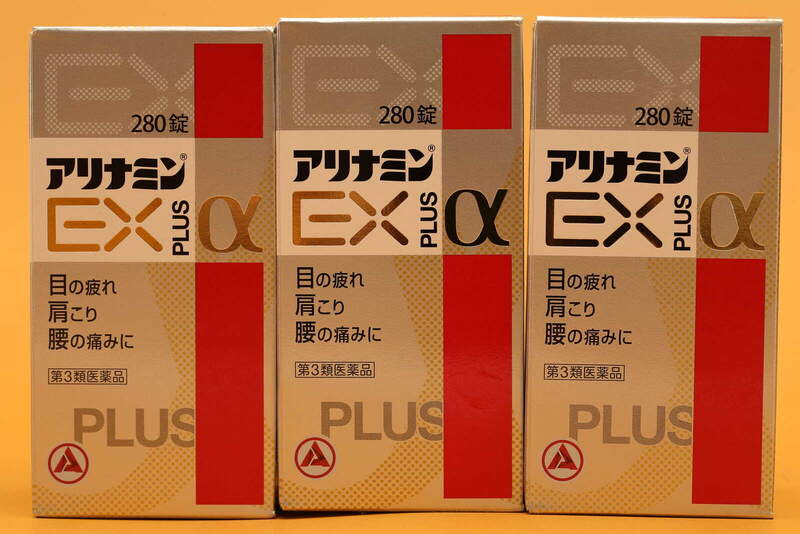 EX
280錠
アリナミン®
EX PLUS α
目の疲れ
肩こり
腰の痛みに
第3類医薬品
PLUS
EX
280錠
アリナミン®
EX PLUS α
目の疲れ
肩こり
腰の痛みに
第3類医薬品
PLUS
EX
280錠
アリナミン®
EX PLUS α
目の疲れ
肩こり
腰の痛みに
第3類医薬品
PLUS